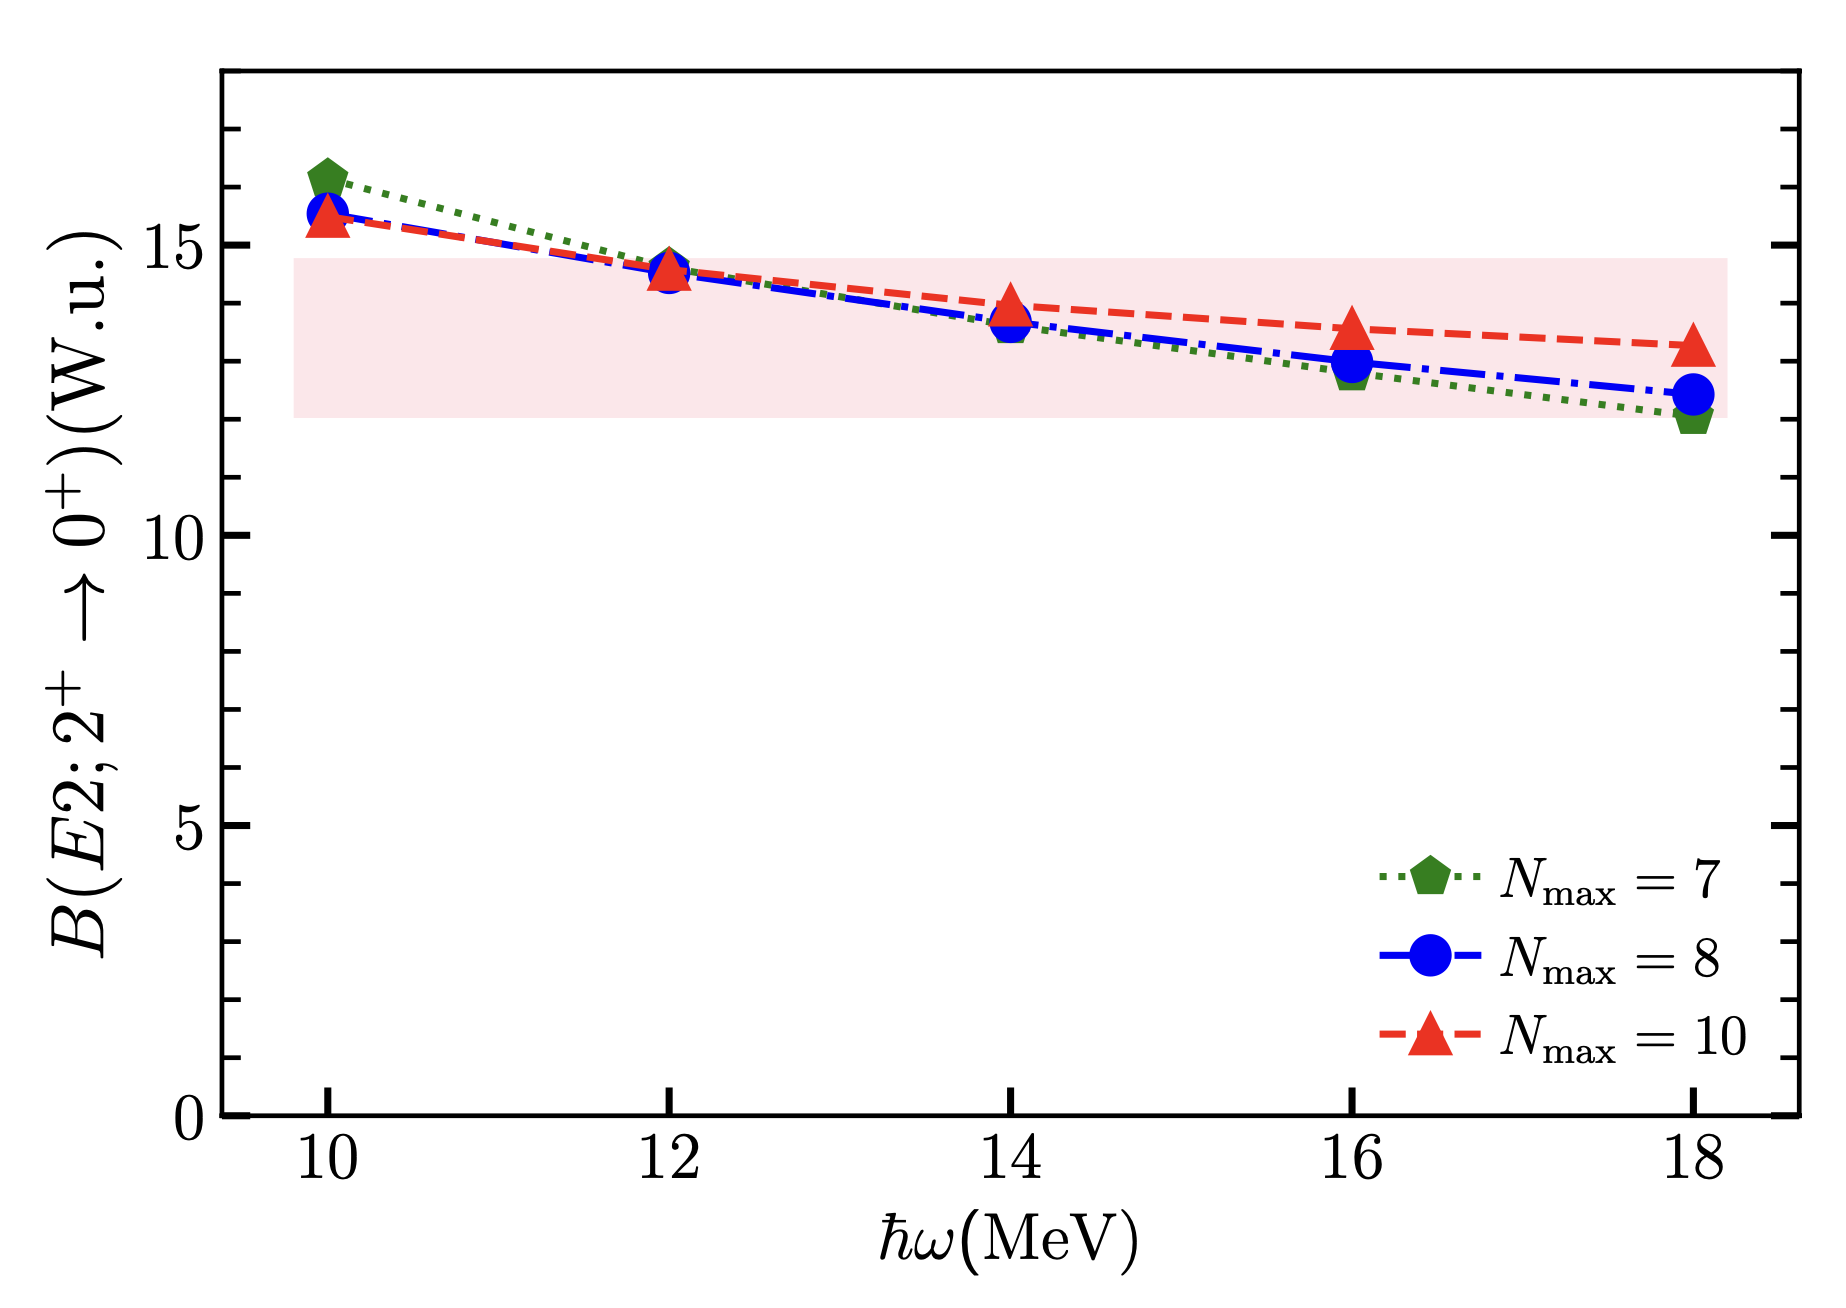 B(E2; 2⁺ → 0⁺)(W.u.)
15
10
5
0
10 12 14 16 18
ħω(MeV)
N_max = 7
N_max = 8
N_max = 10